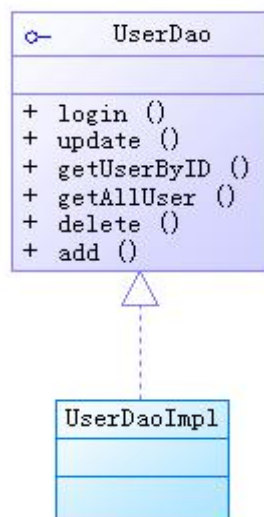 UserDao
+ login ()
+ update ()
+ getUserByID ()
+ getAllUser ()
+ delete ()
+ add ()
UserDaoImpl